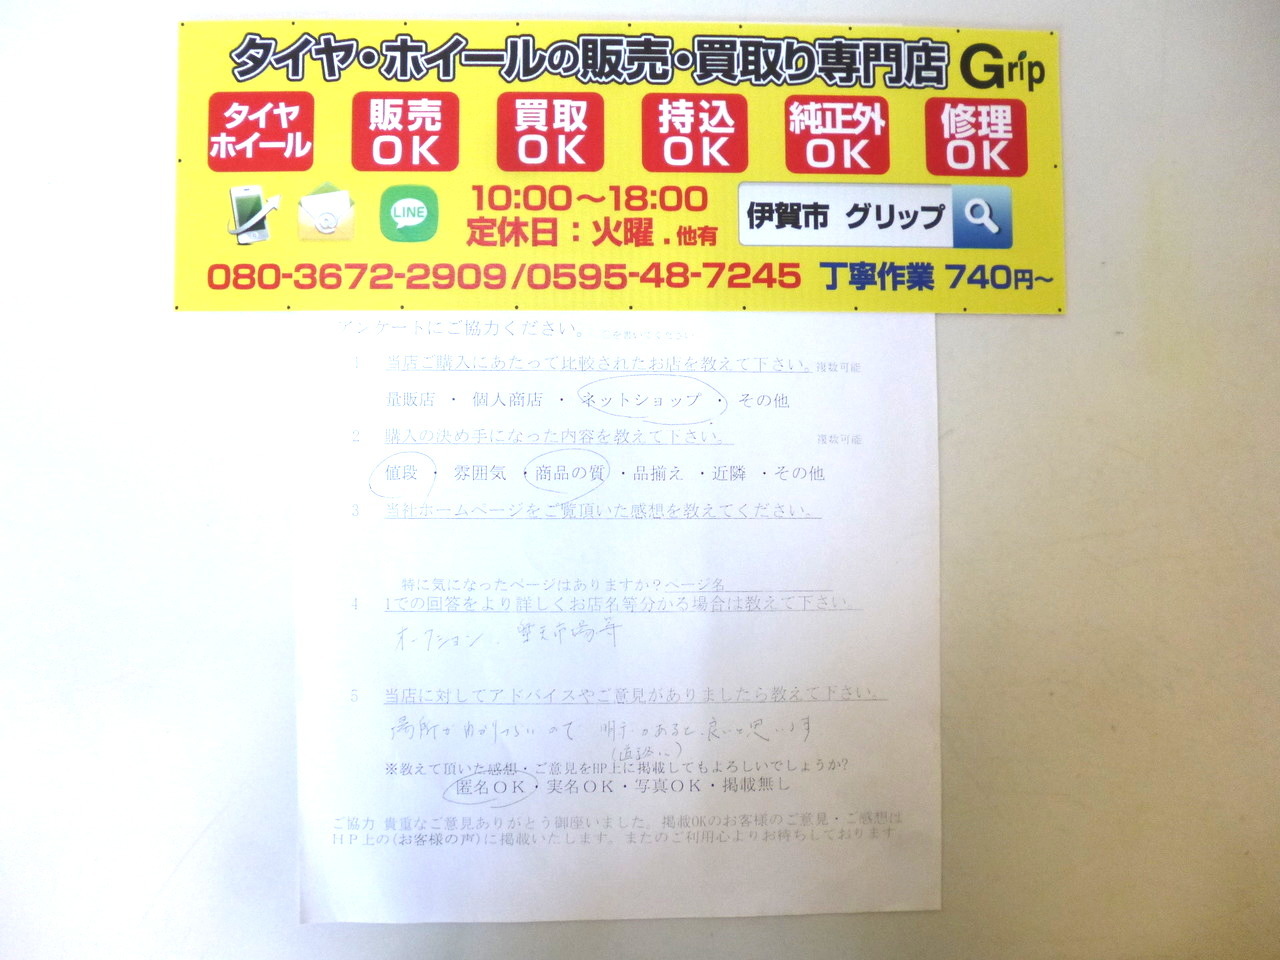 タイヤ・ホイールの販売・買取り専門店 Grip
タイヤ
ホイール
販売
OK
買取
OK
持込
OK
純正外
OK
修理
OK
LINE
10:00～18:00
定休日：火曜．他有
伊賀市 グリップ
080-3672-2909/0595-48-7245 丁寧作業 740円～
アンケートにご協力ください。
1 当店ご購入にあたって比較されたお店を教えて下さい。複数可能
量販店 ・ 個人商店 ・ ネットショップ ・ その他
2 購入の決め手になった内容を教えて下さい。 複数可能
値段 ・ 雰囲気 ・商品の質 ・品揃え ・近隣 ・その他
3 当社ホームページをご覧頂いた感想を教えてください。
特に気になったページはありますか？ページ名
4 1での回答をより詳しくお店名等分かる場合は教えて下さい。
オークション、楽天市場等
5 当店に対してアドバイスやご意見がありましたら教えて下さい。
場所が分かりづらいので 明示があると良いと思います
※教えて頂いた感想・ご意見をHP上に掲載してもよろしいでしょうか?
匿名OK・実名OK・写真OK・掲載無し
ご協力 貴重なご意見ありがとう御座いました。掲載OKのお客様のご意見・ご感想は
HP上の(お客様の声)に掲載いたします。またのご利用心よりお待ちしております。